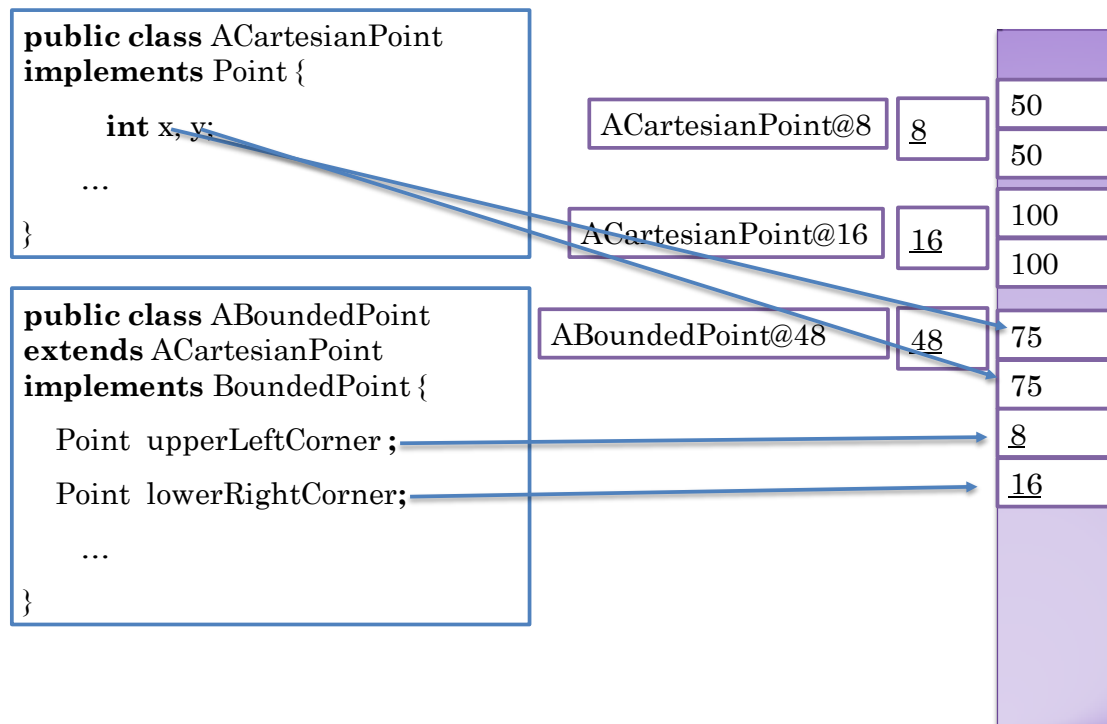 public class ACartesianPoint
implements Point {
int x, y;
…
}
public class ABoundedPoint
extends ACartesianPoint
implements BoundedPoint {
Point upperLeftCorner ;
Point lowerRightCorner;
…
}
ACartesianPoint@8
8
50
50
ACartesianPoint@16
16
100
100
ABoundedPoint@48
48
75
75
8
16